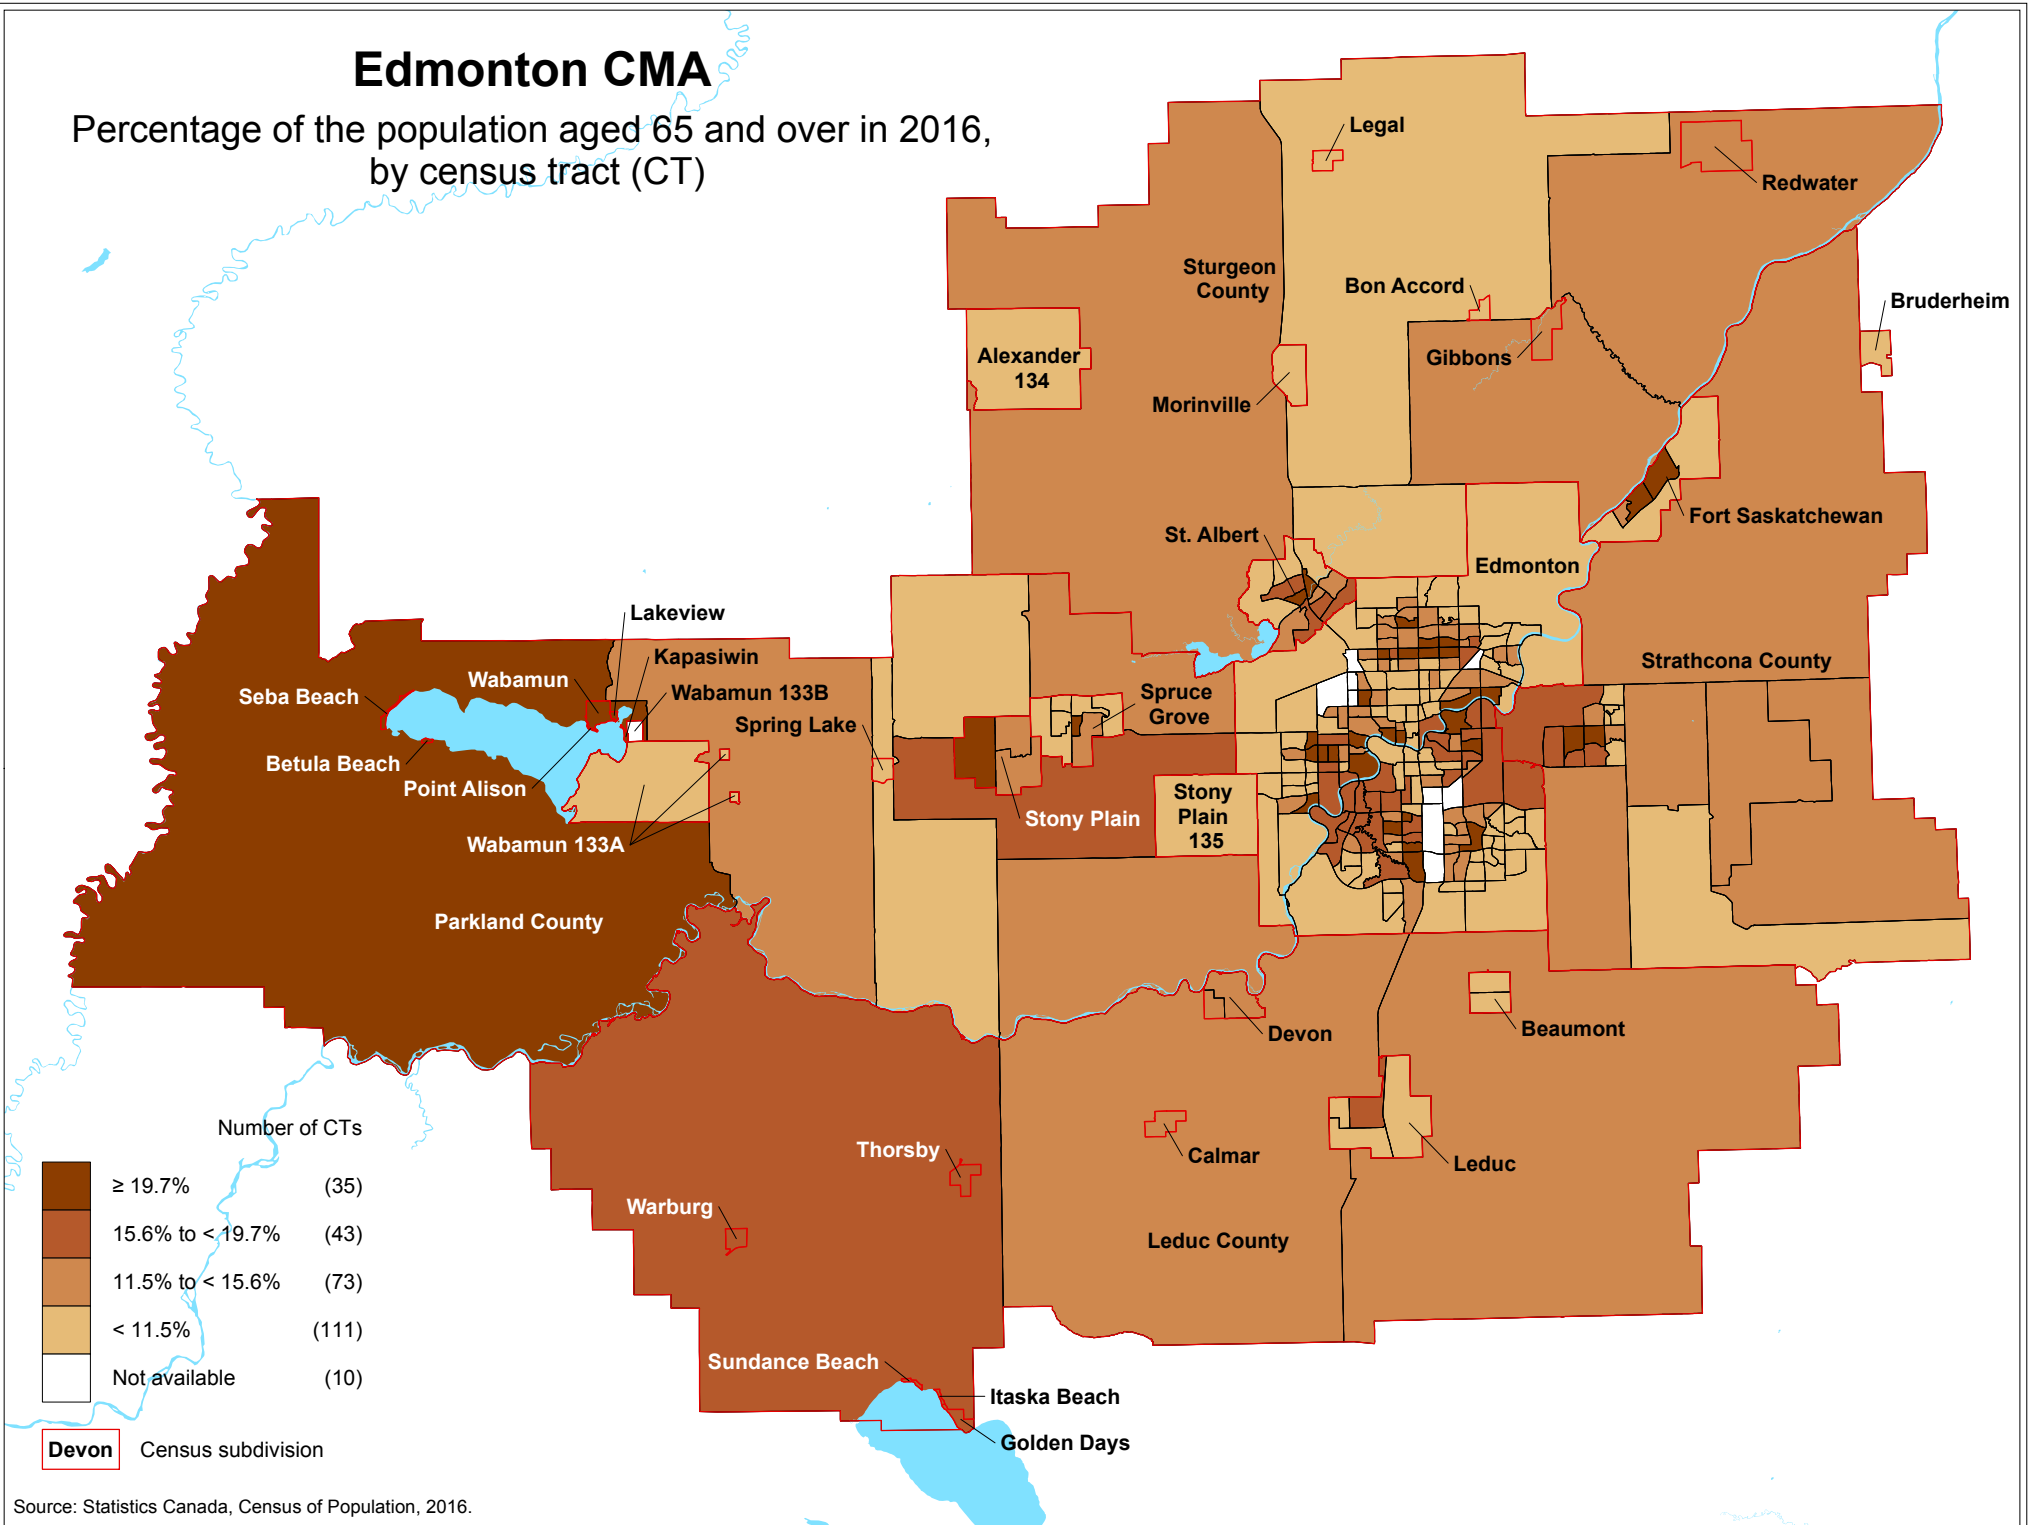 Edmonton CMA
Percentage of the population aged 65 and over in 2016,
by census tract (CT)
Legal
Redwater
Sturgeon
County
Bon Accord
Bruderheim
Alexander
134
Gibbons
Morinville
Fort Saskatchewan
St. Albert
Edmonton
Lakeview
Kapasiwin
Strathcona County
Wabamun
Wabamun 133B
Seba Beach
Spruce
Grove
Spring Lake
Betula Beach
Point Alison
Stony
Plain
135
Stony Plain
Wabamun 133A
Parkland County
Devon
Beaumont
Calmar
Leduc
Thorsby
Warburg
Leduc County
Sundance Beach
Itaska Beach
Golden Days
Number of CTs
≥ 19.7% (35)
15.6% to < 19.7% (43)
11.5% to < 15.6% (73)
< 11.5% (111)
Not available (10)
Devon Census subdivision
Source: Statistics Canada, Census of Population, 2016.